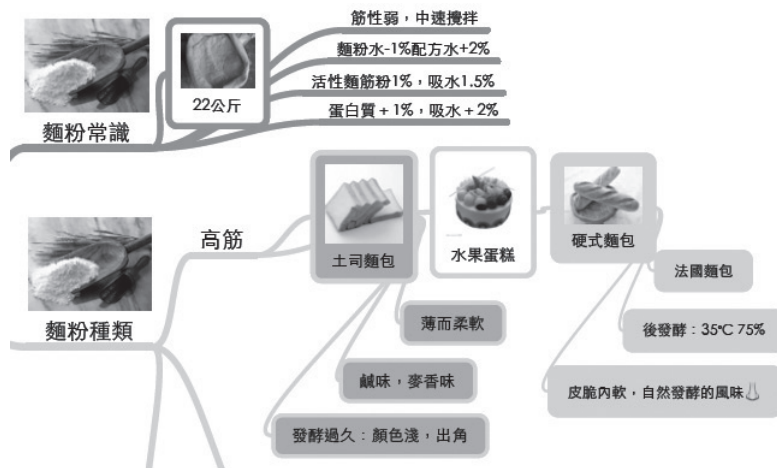 筋性弱，中速攪拌
麵粉水-1%配方水+2%
活性麵筋粉1%，吸水1.5%
蛋白質＋1%，吸水＋2%
22公斤
麵粉常識
高筋
土司麵包
水果蛋糕
硬式麵包
法國麵包
薄而柔軟
後發酵：35°C 75%
麵粉種類
鹹味，麥香味
皮脆內軟，自然發酵的風味
發酵過久：顏色淺，出角